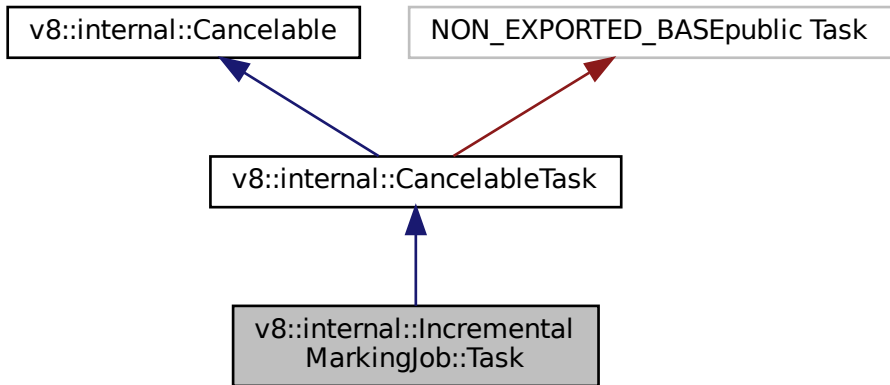 v8::internal::Cancelable
NON_EXPORTED_BASEpublic Task
v8::internal::CancelableTask
v8::internal::Incremental
MarkingJob::Task